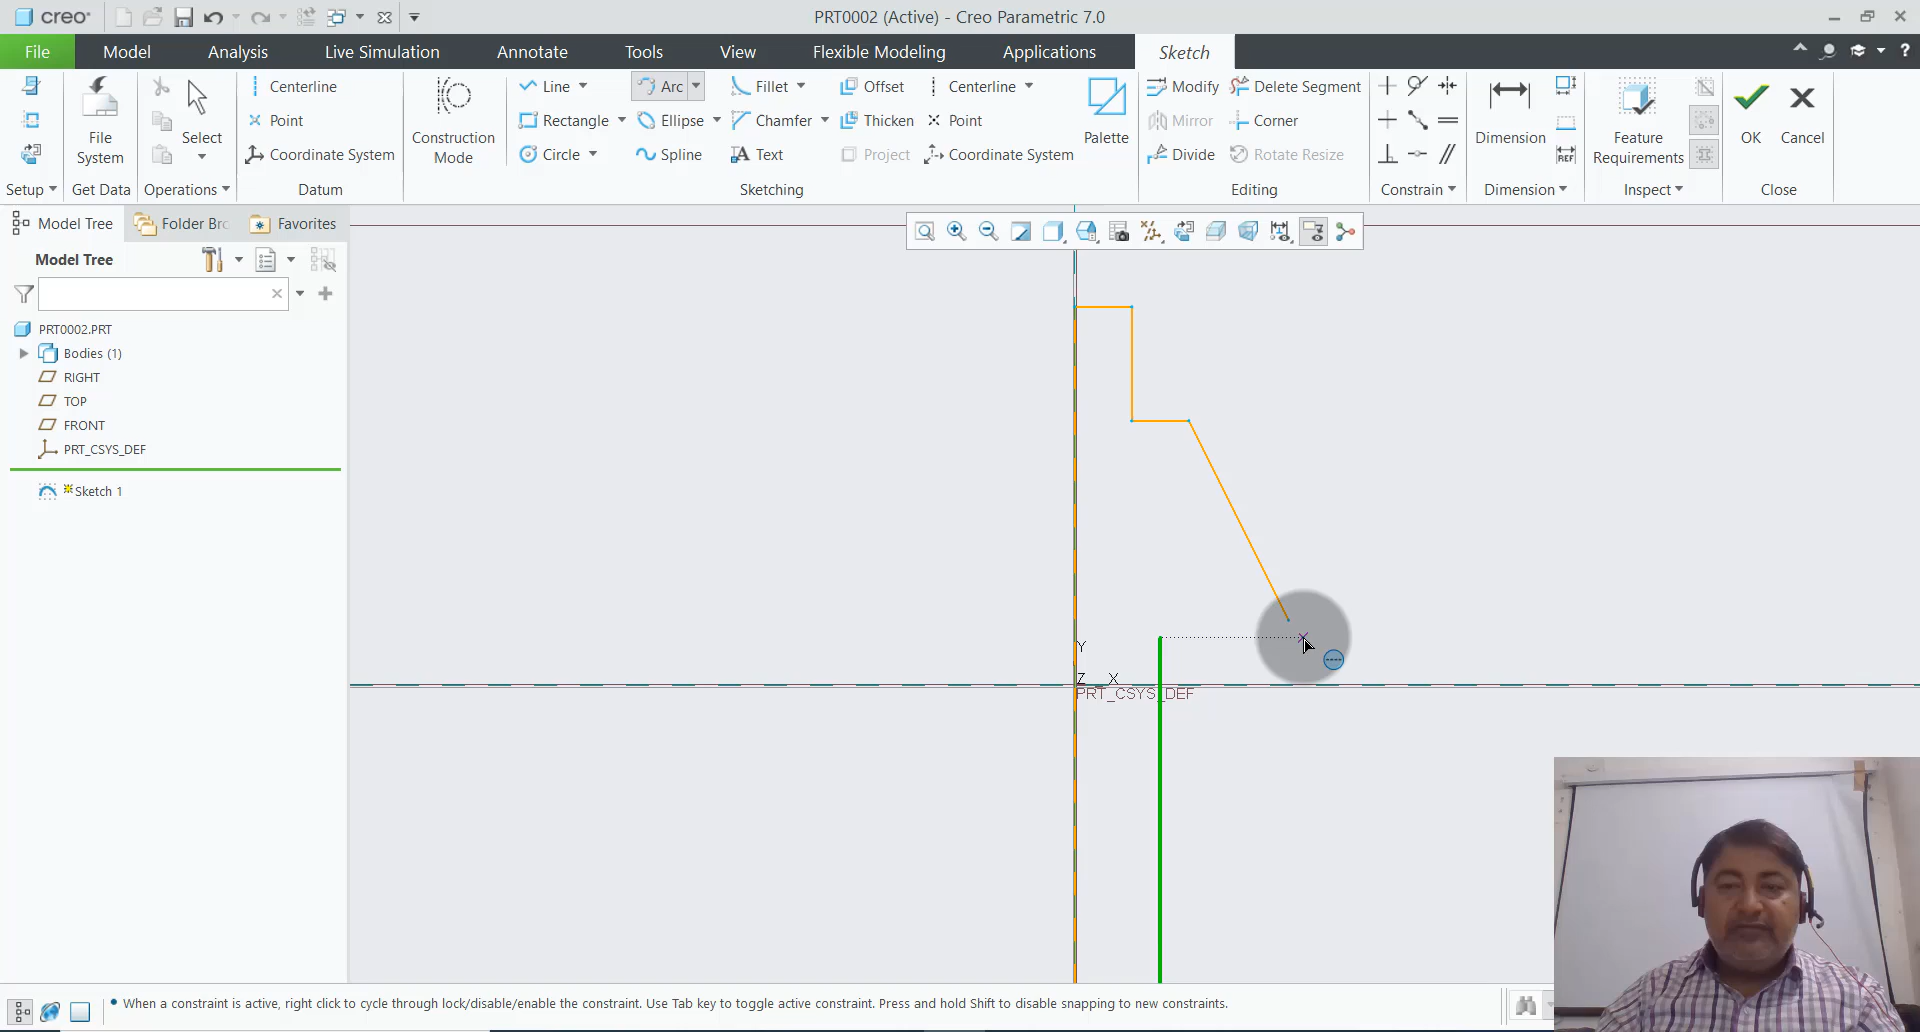 creo
PRT0002 (Active) - Creo Parametric 7.0
File Model Analysis Live Simulation Annotate Tools View Flexible Modeling Applications Sketch
Centerline Line Arc Fillet Offset Centerline Modify Delete Segment
Point Rectangle Ellipse Chamfer Thicken Point Mirror Corner
File System Select Coordinate System Construction Mode Circle Spline Text Project Coordinate System Palette Divide Rotate Resize Dimension Feature Requirements OK Cancel
Setup Get Data Operations Datum Sketching Editing Constrain Dimension Inspect Close
REF
Model Tree Folder Bro Favorites
Model Tree
PRT0002.PRT
Bodies (1)
RIGHT
TOP
FRONT
PRT_CSYS_DEF
Sketch 1
Y
Z X
PRT_CSYS_DEF
When a constraint is active, right click to cycle through lock/disable/enable the constraint. Use Tab key to toggle active constraint. Press and hold Shift to disable snapping to new constraints.